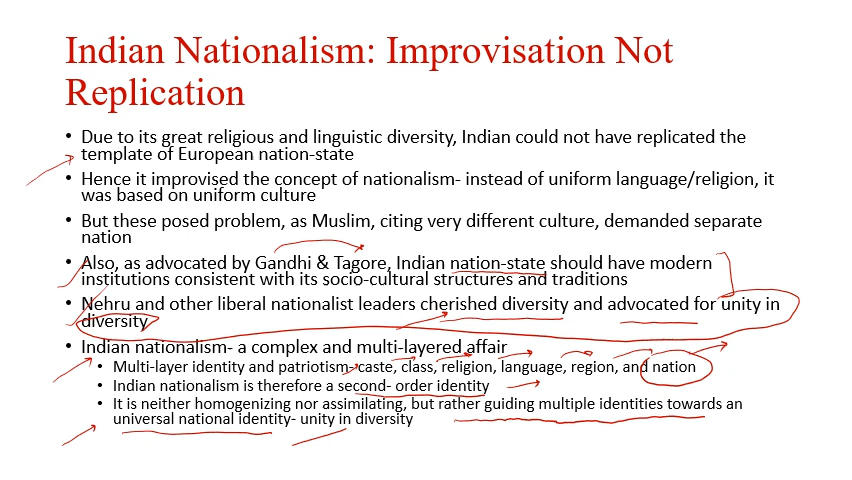 Indian Nationalism: Improvisation Not
Replication
• Due to its great religious and linguistic diversity, Indian could not have replicated the
template of European nation-state
• Hence it improvised the concept of nationalism- instead of uniform language/religion, it
was based on uniform culture
• But these posed problem, as Muslim, citing very different culture, demanded separate
nation
• Also, as advocated by Gandhi & Tagore, Indian nation-state should have modern
institutions consistent with its socio-cultural structures and traditions
• Nehru and other liberal nationalist leaders cherished diversity and advocated for unity in
diversity
• Indian nationalism- a complex and multi-layered affair
• Multi-layer identity and patriotism- caste, class, religion, language, region, and nation
• Indian nationalism is therefore a second- order identity
• It is neither homogenizing nor assimilating, but rather guiding multiple identities towards an
universal national identity- unity in diversity